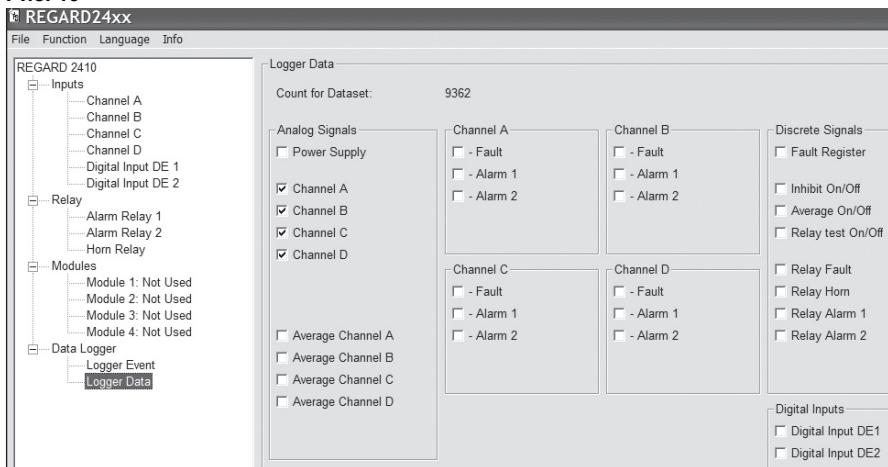 REGARD24xx
File Function Language Info
REGARD 2410
Inputs
Channel A
Channel B
Channel C
Channel D
Digital Input DE 1
Digital Input DE 2
Relay
Alarm Relay 1
Alarm Relay 2
Horn Relay
Modules
Module 1: Not Used
Module 2: Not Used
Module 3: Not Used
Module 4: Not Used
Data Logger
Logger Event
Logger Data
Logger Data
Count for Dataset: 9362
Analog Signals
Power Supply
Channel A
Channel B
Channel C
Channel D
Average Channel A
Average Channel B
Average Channel C
Average Channel D
Channel A
- Fault
- Alarm 1
- Alarm 2
Channel B
- Fault
- Alarm 1
- Alarm 2
Channel C
- Fault
- Alarm 1
- Alarm 2
Channel D
- Fault
- Alarm 1
- Alarm 2
Discrete Signals
Fault Register
Inhibit On/Off
Average On/Off
Relay test On/Off
Relay Fault
Relay Horn
Relay Alarm 1
Relay Alarm 2
Digital Inputs
Digital Input DE1
Digital Input DE2